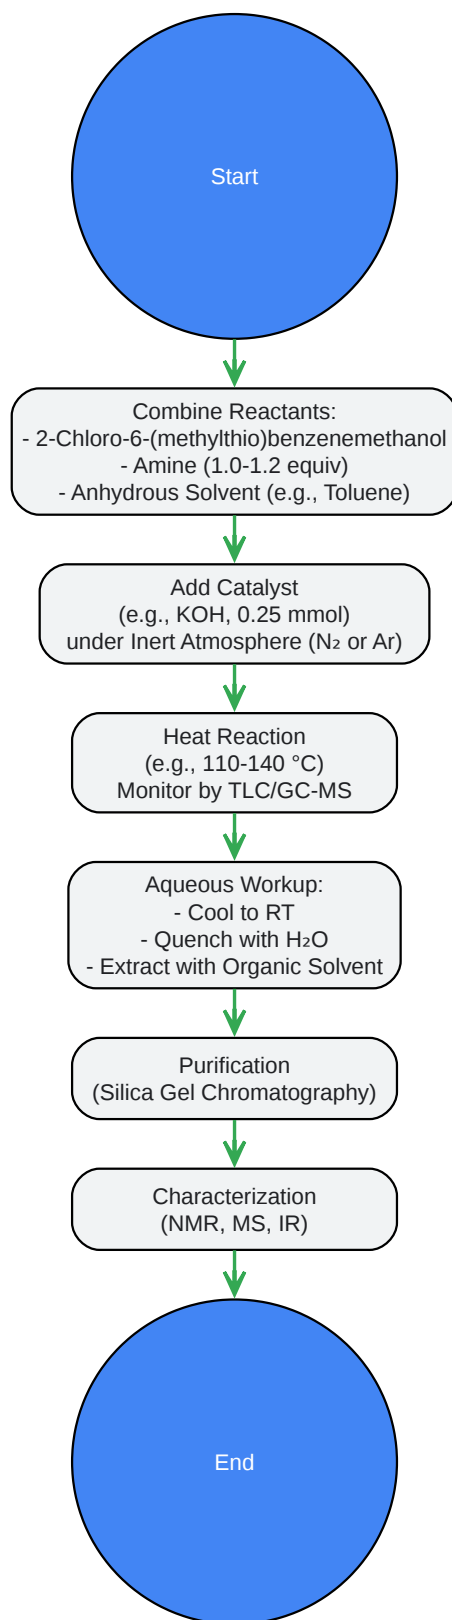 Start
Combine Reactants:
- 2-Chloro-6-(methylthio)benzenemethanol
- Amine (1.0-1.2 equiv)
- Anhydrous Solvent (e.g., Toluene)
Add Catalyst
(e.g., KOH, 0.25 mmol)
under Inert Atmosphere (N₂ or Ar)
Heat Reaction
(e.g., 110-140 °C)
Monitor by TLC/GC-MS
Aqueous Workup:
- Cool to RT
- Quench with H₂O
- Extract with Organic Solvent
Purification
(Silica Gel Chromatography)
Characterization
(NMR, MS, IR)
End